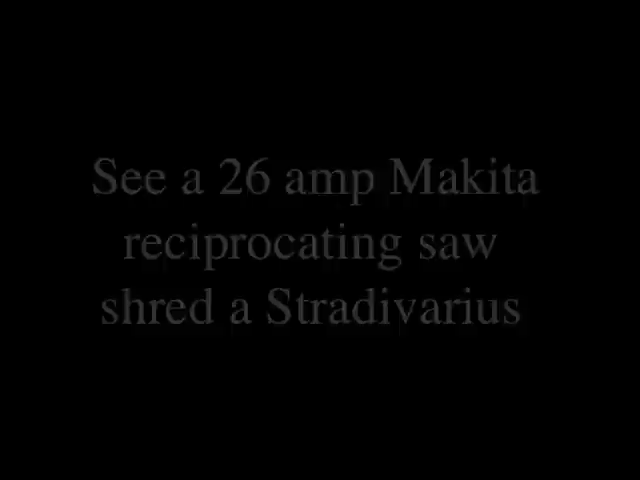 See a 26 amp Makita
reciprocating saw
shred a Stradivarius